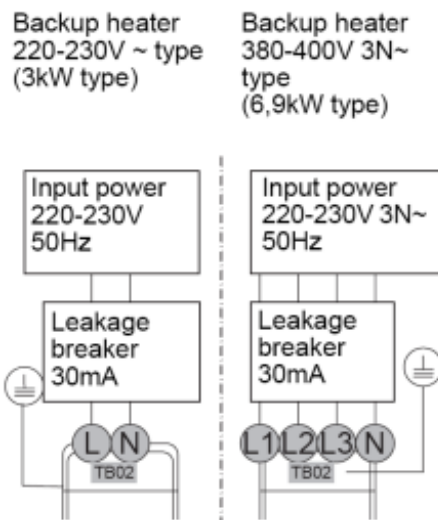 Backup heater
220-230V ~ type
(3kW type)
Backup heater
380-400V 3N~
type
(6,9kW type)
Input power
220-230V
50Hz
Leakage
breaker
30mA
L N
TB02
Input power
220-230V 3N~
50Hz
Leakage
breaker
30mA
L1 L2 L3 N
TB02